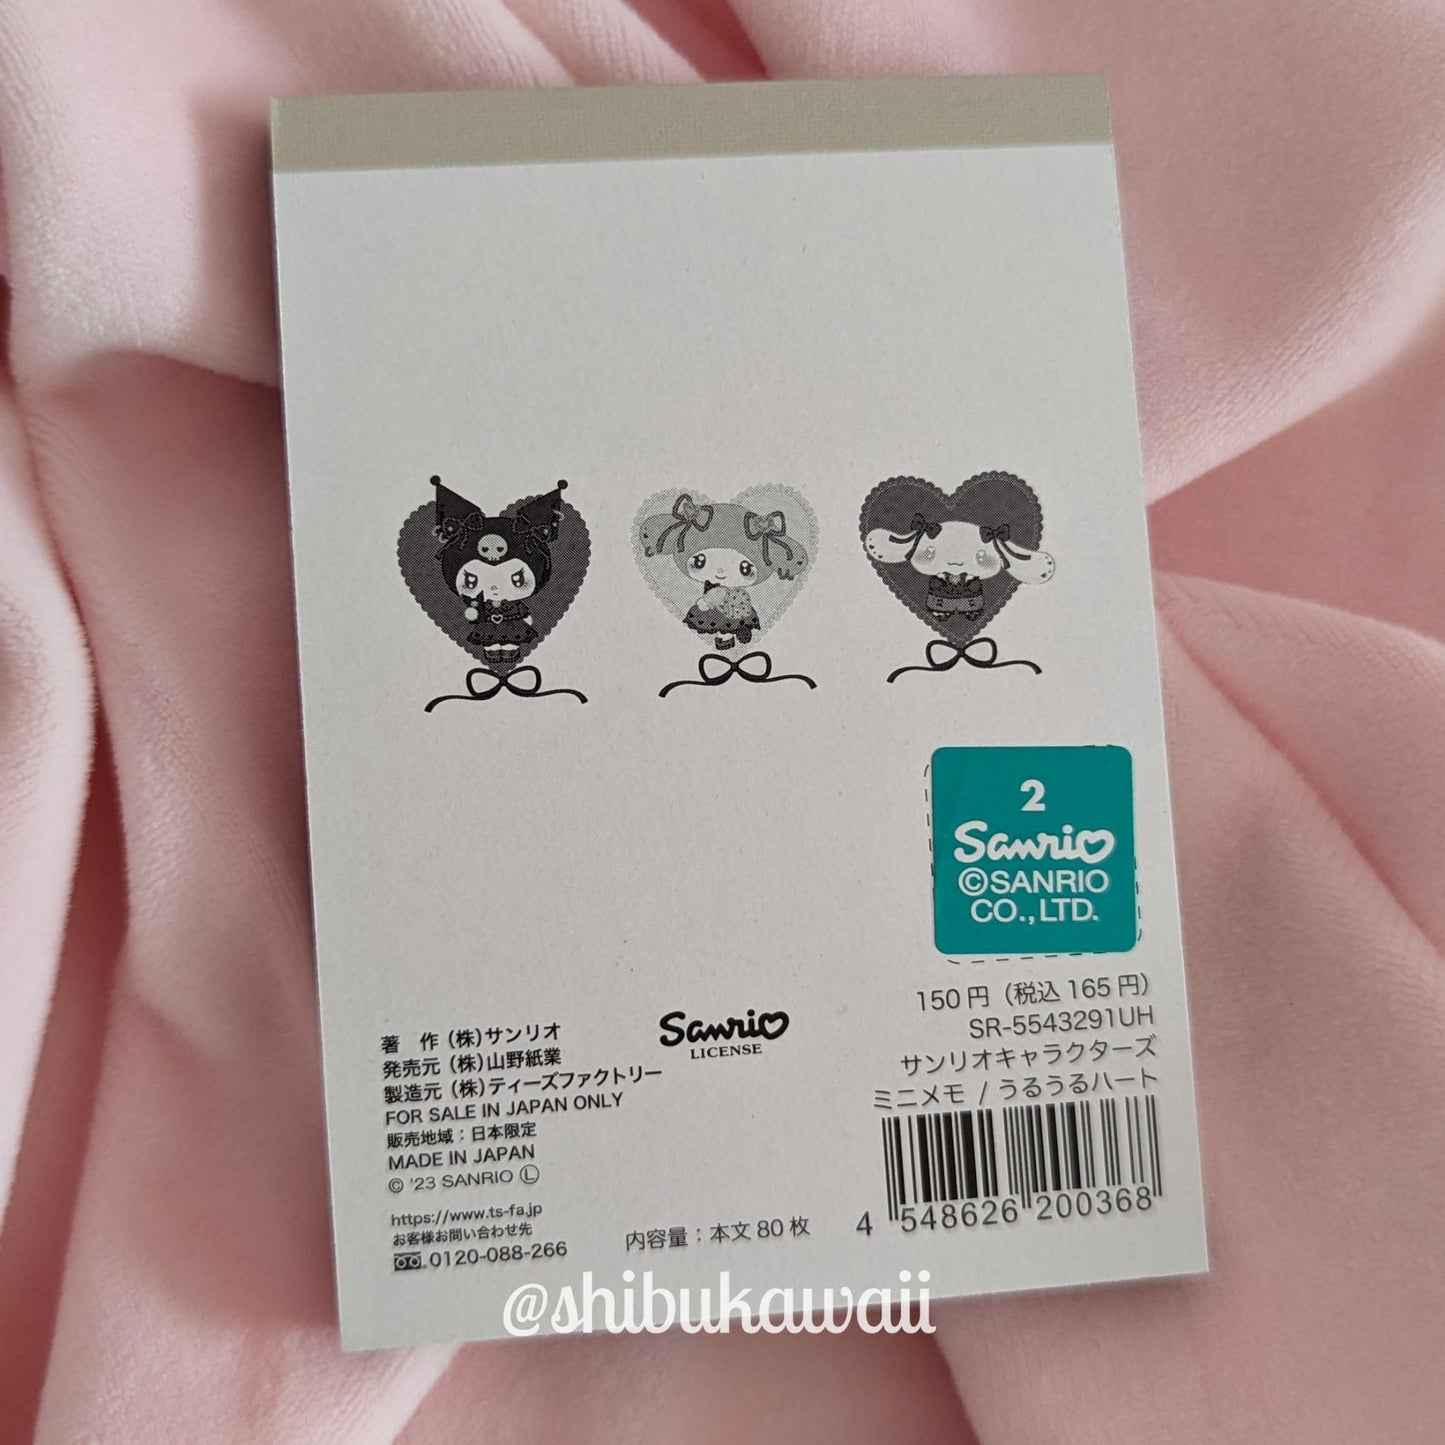 2
Sanrio
©SANRIO
CO.,LTD.
150円（税込165円）
SR-5543291UH
サンリオキャラクターズ
ミニメモ / うるうるハート
4 548626 200368
Sanrio
LICENSE
著　作（株）サンリオ
発売元（株）山野紙業
製造元（株）ティーズファクトリー
FOR SALE IN JAPAN ONLY
販売地域：日本限定
MADE IN JAPAN
© '23 SANRIO Ⓛ
https://www.ts-fa.jp
お客様お問い合わせ先
0120-088-266
内容量：本文80枚
@shibukawaii